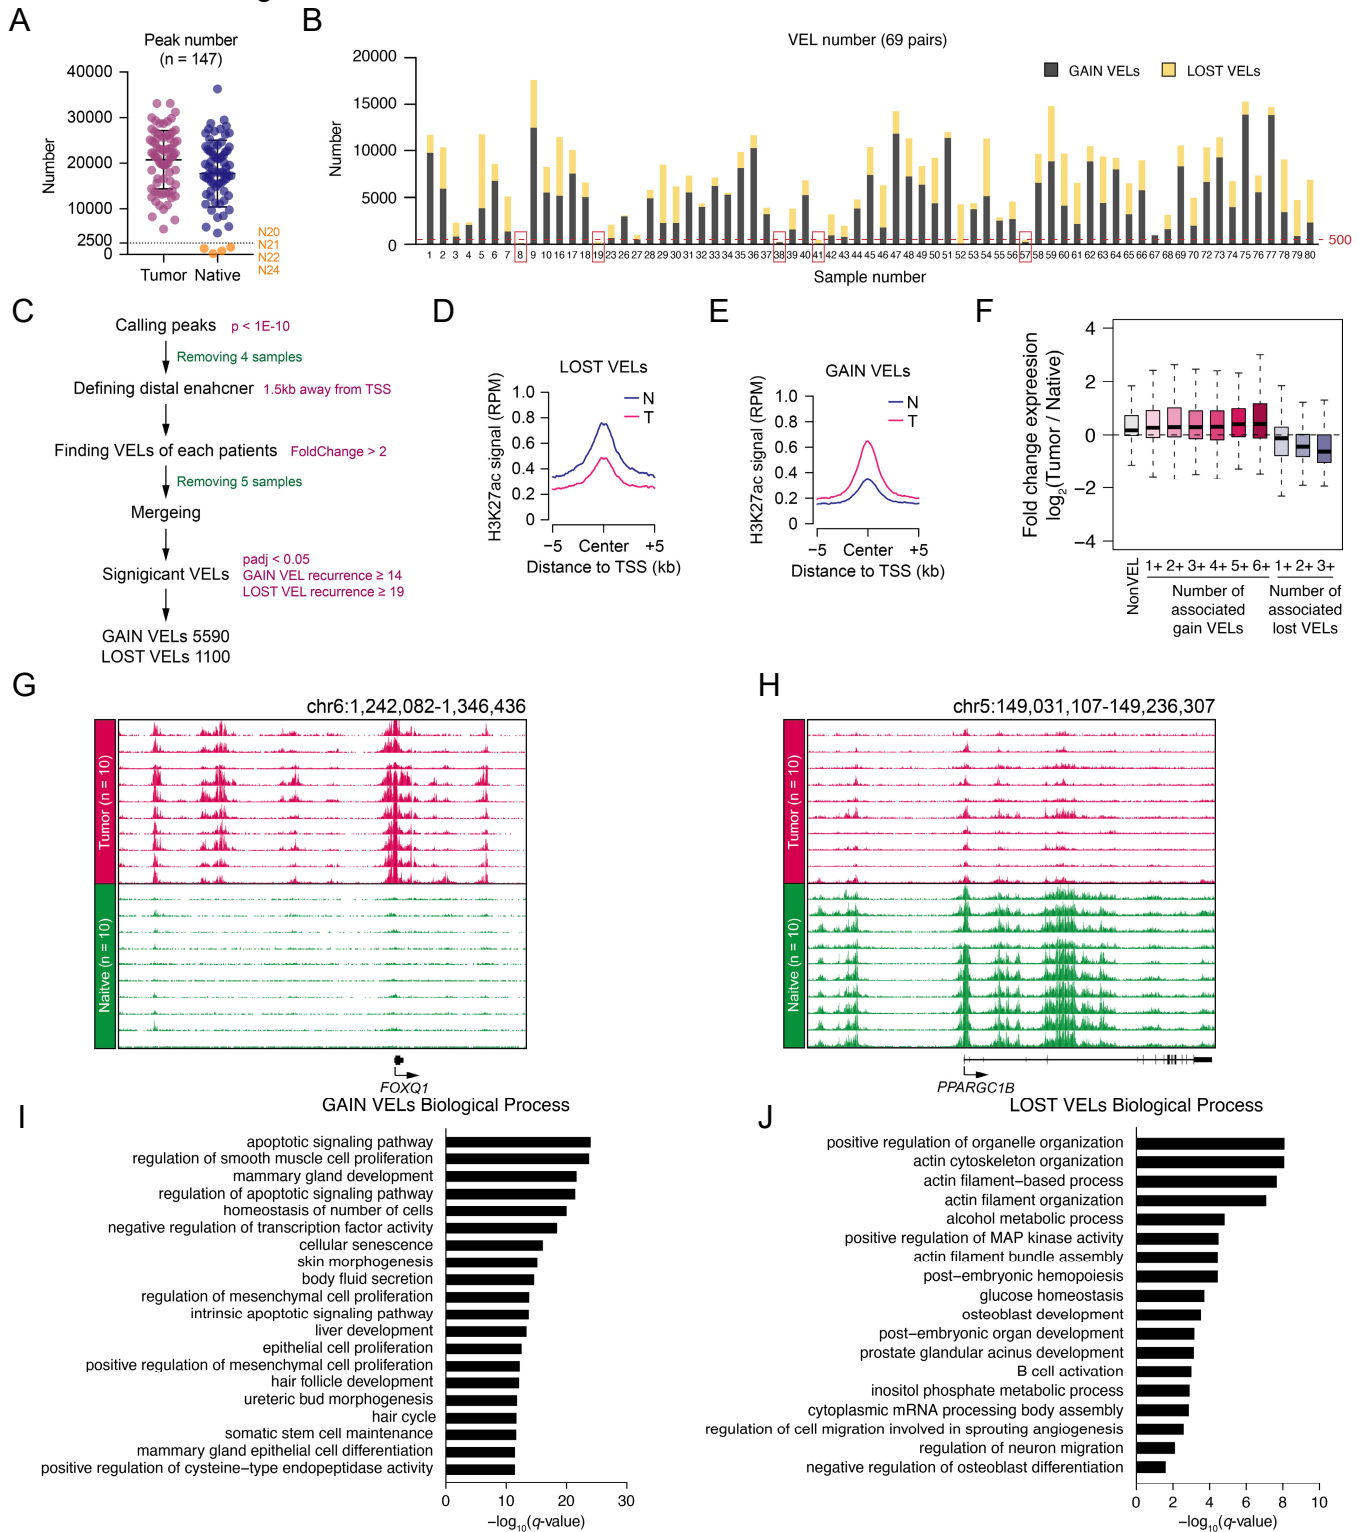 A
Peak number
(n = 147)
Number
40000
30000
20000
10000
2500
0
N20
N21
N22
N24
Tumor
Native
B
VEL number (69 pairs)
GAIN VELs
LOST VELs
Number
20000
15000
10000
5000
0
500
1 2 3 4 5 6 7 8 9 10 16 17 18 19 23 26 27 28 29 30 31 32 33 34 35 36 37 38 39 40 41 42 43 44 45 46 47 48 49 50 51 52 53 54 55 56 57 58 59 60 61 62 63 64 65 66 67 68 69 70 72 73 74 75 76 77 78 79 80
Sample number
C
Calling peaks p < 1E-10
Removing 4 samples
Defining distal enahcner 1.5kb away from TSS
Finding VELs of each patients FoldChange > 2
Removing 5 samples
Mergeing
Signigicant VELs
padj < 0.05
GAIN VEL recurrence ≥ 14
LOST VEL recurrence ≥ 19
GAIN VELs 5590
LOST VELs 1100
D
LOST VELs
H3K27ac signal (RPM)
1.0
0.8
0.6
0.4
0.2
0
N
T
−5 Center +5
Distance to TSS (kb)
E
GAIN VELs
H3K27ac signal (RPM)
1.0
0.8
0.6
0.4
0.2
0
N
T
−5 Center +5
Distance to TSS (kb)
F
Fold change expreesion
log2(Tumor / Native)
4
2
0
−2
−4
NonVEL
1+ 2+ 3+ 4+ 5+ 6+ 1+ 2+ 3+
Number of
associated
gain VELs
Number of
associated
lost VELs
G
chr6:1,242,082-1,346,436
Tumor (n = 10)
Naitve (n = 10)
FOXQ1
H
chr5:149,031,107-149,236,307
Tumor (n = 10)
Naitve (n = 10)
PPARGC1B
I
GAIN VELs Biological Process
apoptotic signaling pathway
regulation of smooth muscle cell proliferation
mammary gland development
regulation of apoptotic signaling pathway
homeostasis of number of cells
negative regulation of transcription factor activity
cellular senescence
skin morphogenesis
body fluid secretion
regulation of mesenchymal cell proliferation
intrinsic apoptotic signaling pathway
liver development
epithelial cell proliferation
positive regulation of mesenchymal cell proliferation
hair follicle development
ureteric bud morphogenesis
hair cycle
somatic stem cell maintenance
mammary gland epithelial cell differentiation
positive regulation of cysteine−type endopeptidase activity
0 10 20 30
−log10(q-value)
J
LOST VELs Biological Process
positive regulation of organelle organization
actin cytoskeleton organization
actin filament−based process
actin filament organization
alcohol metabolic process
positive regulation of MAP kinase activity
actin filament bundle assembly
post−embryonic hemopoiesis
glucose homeostasis
osteoblast development
post−embryonic organ development
prostate glandular acinus development
B cell activation
inositol phosphate metabolic process
cytoplasmic mRNA processing body assembly
regulation of cell migration involved in sprouting angiogenesis
regulation of neuron migration
negative regulation of osteoblast differentiation
0 2 4 6 8 10
−log10(q-value)